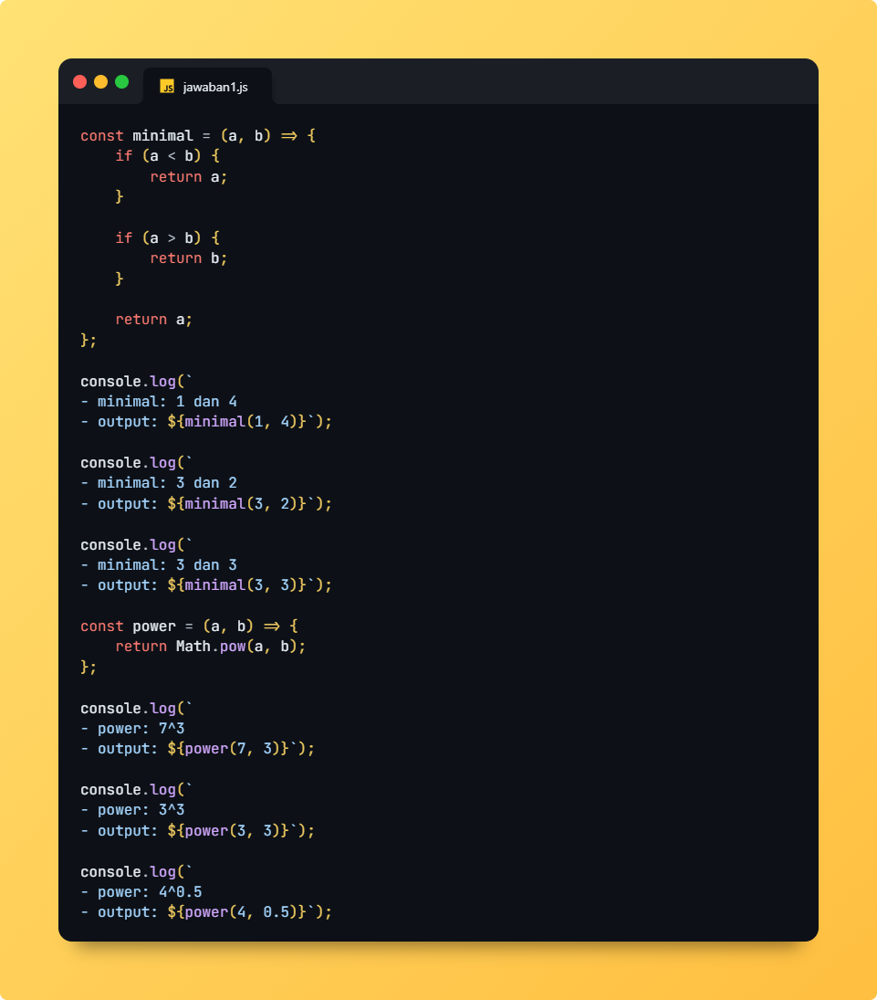 JS jawaban1.js
const minimal = (a, b) => {
    if (a < b) {
        return a;
    }

    if (a > b) {
        return b;
    }

    return a;
};

console.log(`
- minimal: 1 dan 4
- output: ${minimal(1, 4)}`);

console.log(`
- minimal: 3 dan 2
- output: ${minimal(3, 2)}`);

console.log(`
- minimal: 3 dan 3
- output: ${minimal(3, 3)}`);

const power = (a, b) => {
    return Math.pow(a, b);
};

console.log(`
- power: 7^3
- output: ${power(7, 3)}`);

console.log(`
- power: 3^3
- output: ${power(3, 3)}`);

console.log(`
- power: 4^0.5
- output: ${power(4, 0.5)}`);